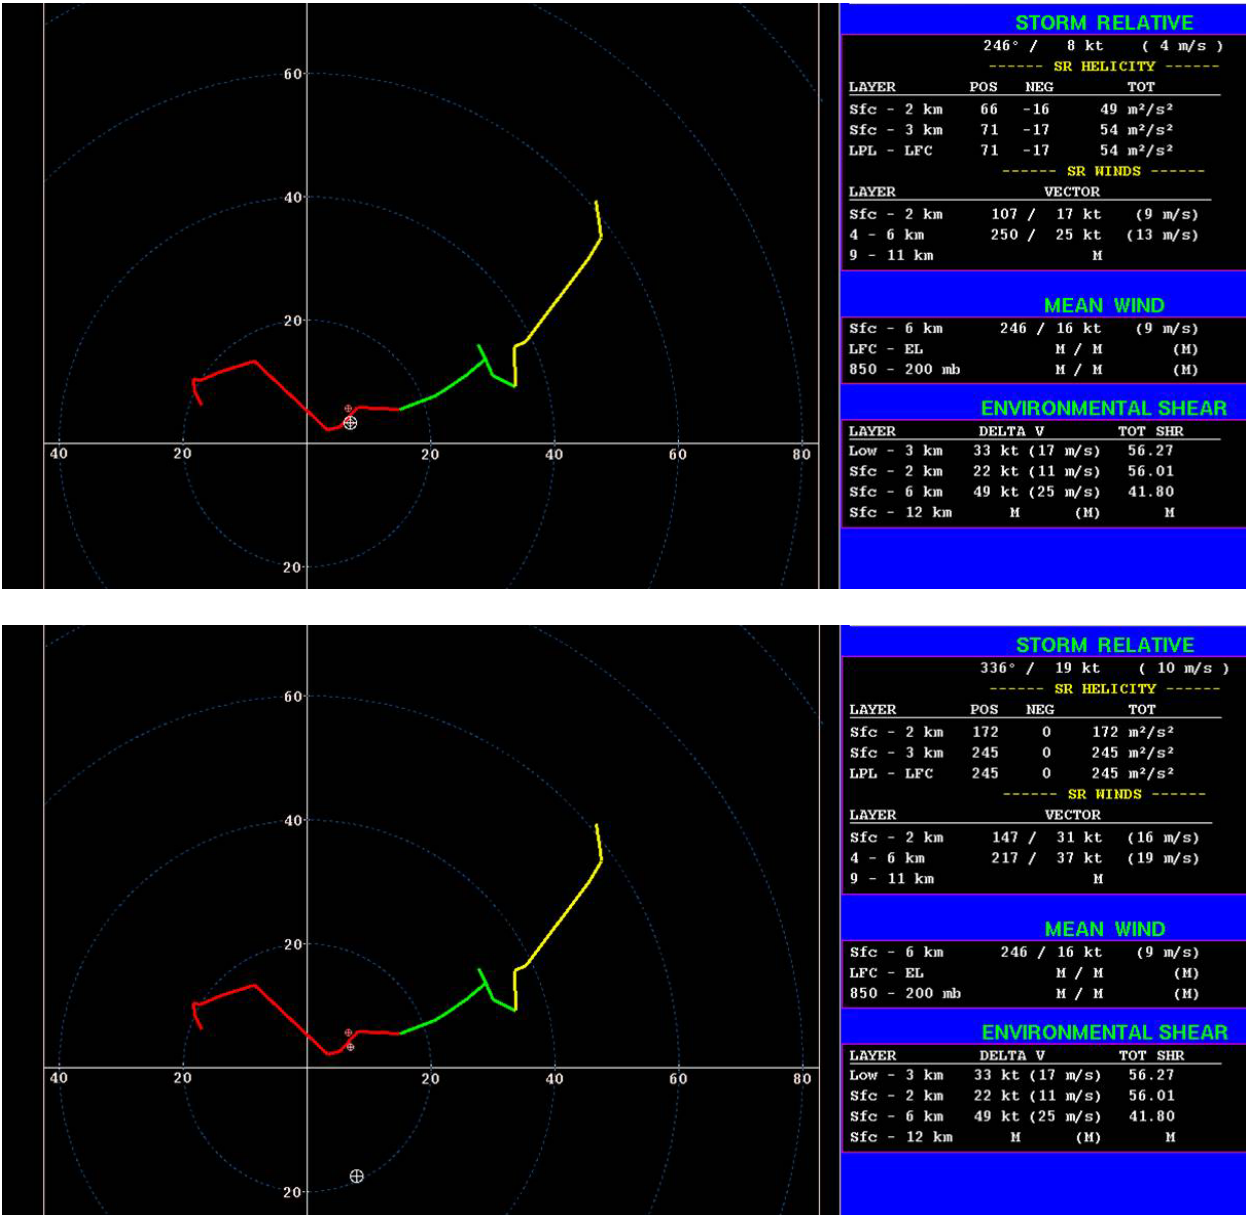 STORM RELATIVE
246° / 8 kt ( 4 m/s )
------ SR HELICITY ------
LAYER POS NEG TOT
Sfc - 2 km 66 -16 49 m²/s²
Sfc - 3 km 71 -17 54 m²/s²
LPL - LFC 71 -17 54 m²/s²
------ SR WINDS ------
LAYER VECTOR
Sfc - 2 km 107 / 17 kt (9 m/s)
4 - 6 km 250 / 25 kt (13 m/s)
9 - 11 km M
MEAN WIND
Sfc - 6 km 246 / 16 kt (9 m/s)
LFC - EL M / M (M)
850 - 200 mb M / M (M)
ENVIRONMENTAL SHEAR
LAYER DELTA V TOT SHR
Low - 3 km 33 kt (17 m/s) 56.27
Sfc - 2 km 22 kt (11 m/s) 56.01
Sfc - 6 km 49 kt (25 m/s) 41.80
Sfc - 12 km M (M) M
60
40
20
40 20 20 40 60 80
20
STORM RELATIVE
336° / 19 kt ( 10 m/s )
------ SR HELICITY ------
LAYER POS NEG TOT
Sfc - 2 km 172 0 172 m²/s²
Sfc - 3 km 245 0 245 m²/s²
LPL - LFC 245 0 245 m²/s²
------ SR WINDS ------
LAYER VECTOR
Sfc - 2 km 147 / 31 kt (16 m/s)
4 - 6 km 217 / 37 kt (19 m/s)
9 - 11 km M
MEAN WIND
Sfc - 6 km 246 / 16 kt (9 m/s)
LFC - EL M / M (M)
850 - 200 mb M / M (M)
ENVIRONMENTAL SHEAR
LAYER DELTA V TOT SHR
Low - 3 km 33 kt (17 m/s) 56.27
Sfc - 2 km 22 kt (11 m/s) 56.01
Sfc - 6 km 49 kt (25 m/s) 41.80
Sfc - 12 km M (M) M
60
40
20
40 20 20 40 60 80
20